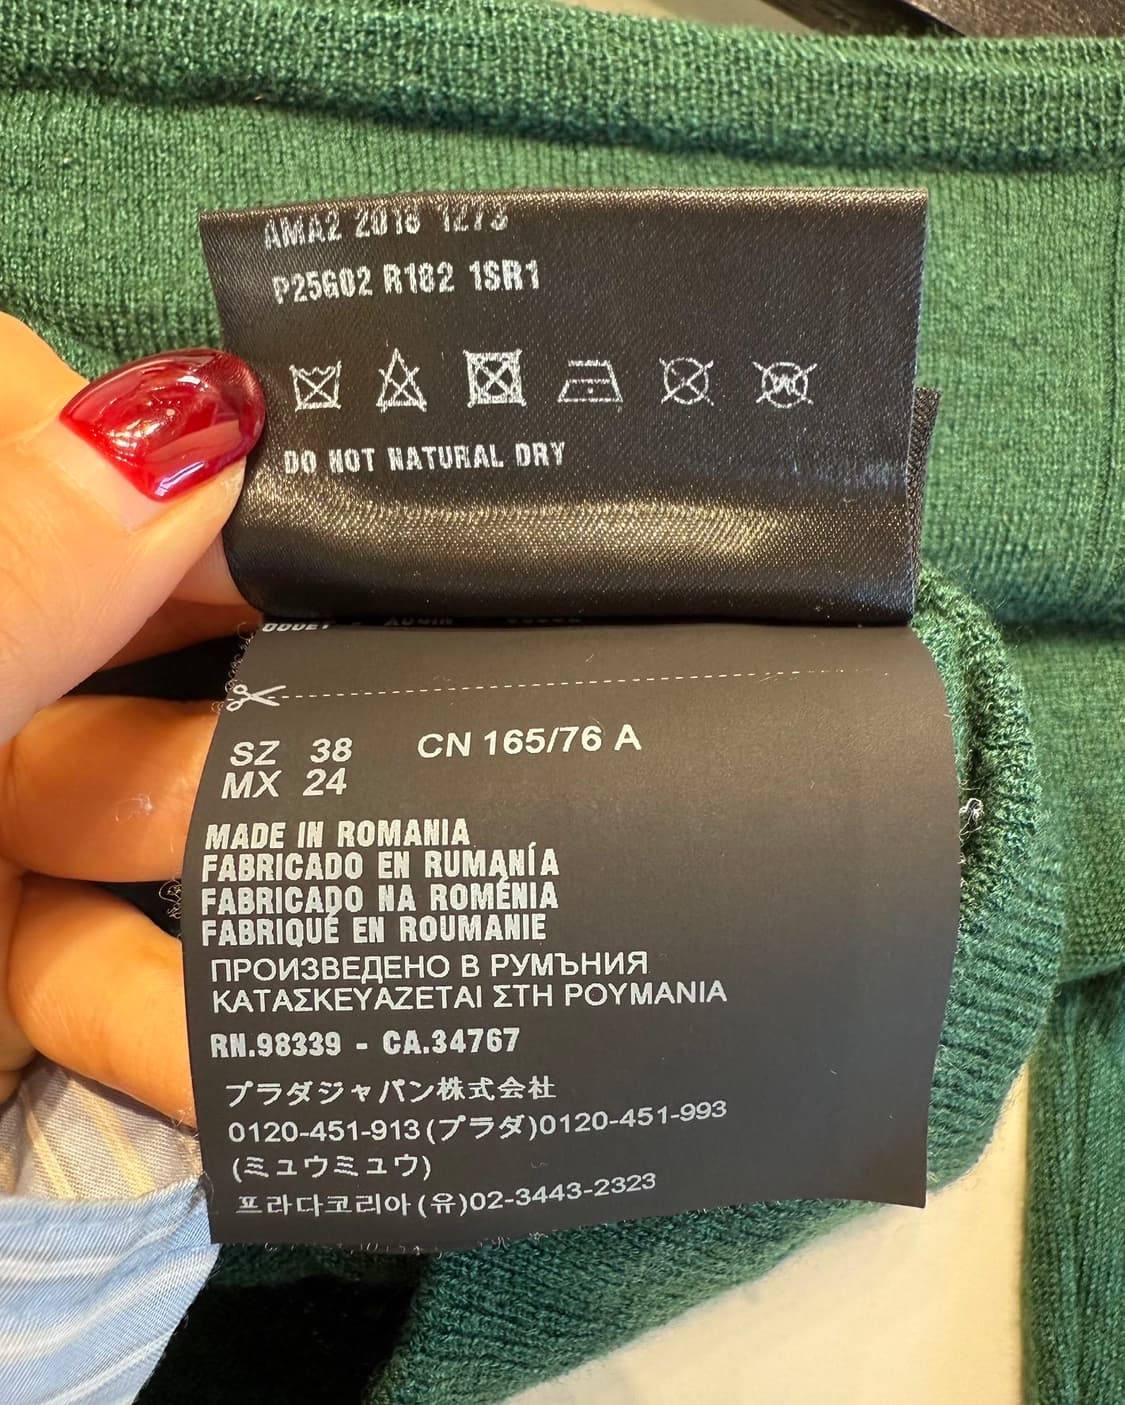 AMA2 2018 1273
P25G02 R182 1SR1
DO NOT NATURAL DRY
SZ 38 CN 165/76 A
MX 24
MADE IN ROMANIA
FABRICADO EN RUMANÍA
FABRICADO NA ROMÉNIA
FABRIQUÉ EN ROUMANIE
ПРОИЗВЕДЕНО В РУМЪНИЯ
ΚΑΤΑΣΚΕΥΑΖΕΤΑΙ ΣΤΗ ΡΟΥΜΑΝΙΑ
RN.98339 - CA.34767
プラダジャパン株式会社
0120-451-913(プラダ)0120-451-993
(ミュウミュウ)
프라다코리아(유)02-3443-2323